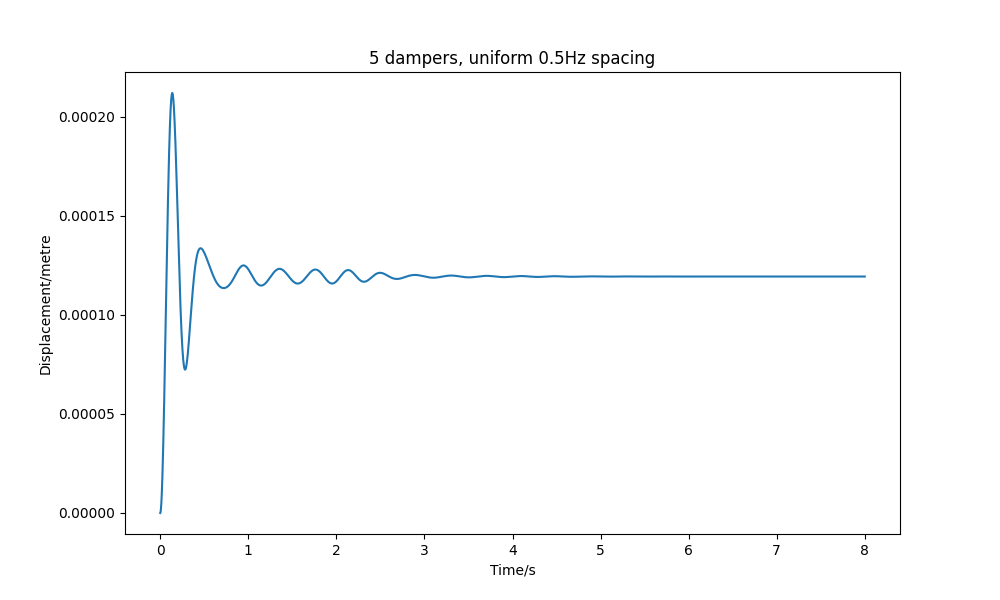 5 dampers, uniform 0.5Hz spacing
Displacement/metre
0.00020
0.00015
0.00010
0.00005
0.00000
0 1 2 3 4 5 6 7 8
Time/s